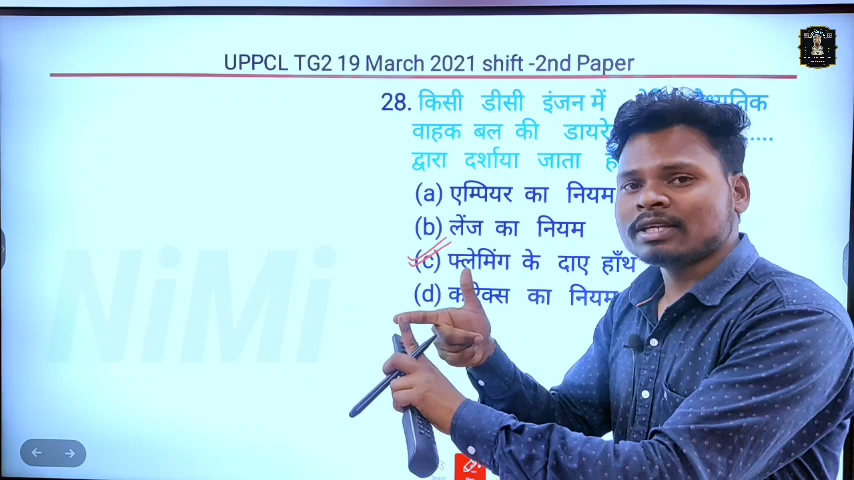 UPPCL TG2 19 March 2021 shift -2nd Paper
28. किसी डीसी इंजन में
वाहक बल की डायरे ....
द्वारा दर्शाया जाता है
(a) एम्पियर का नियम
(b) लेंज का नियम
(c) फ्लेमिंग के दाए हाँथ
(d) का नियम
NiMi